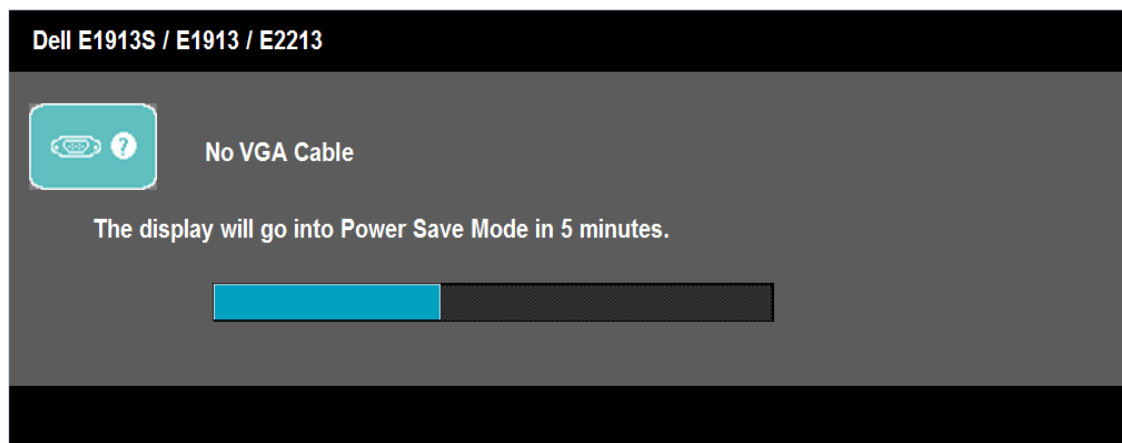 Dell E1913S / E1913 / E2213
?
No VGA Cable
The display will go into Power Save Mode in 5 minutes.